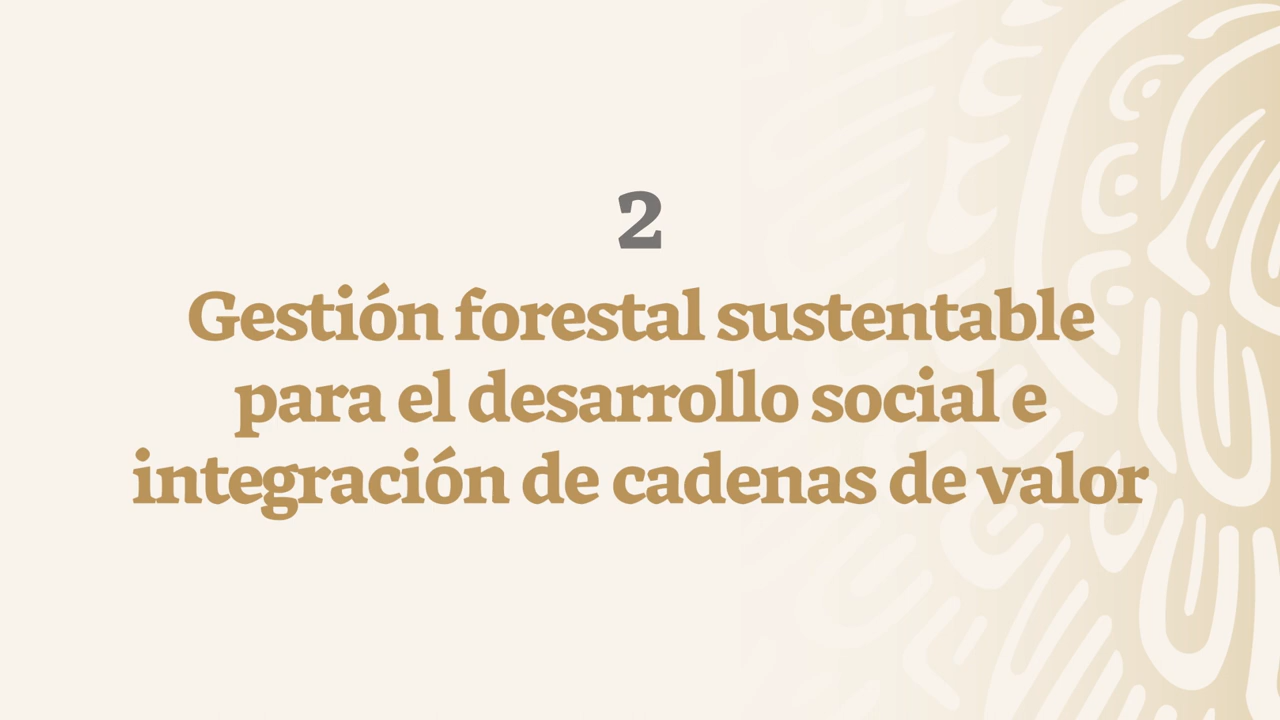 2
Gestión forestal sustentable
para el desarrollo social e
integración de cadenas de valor